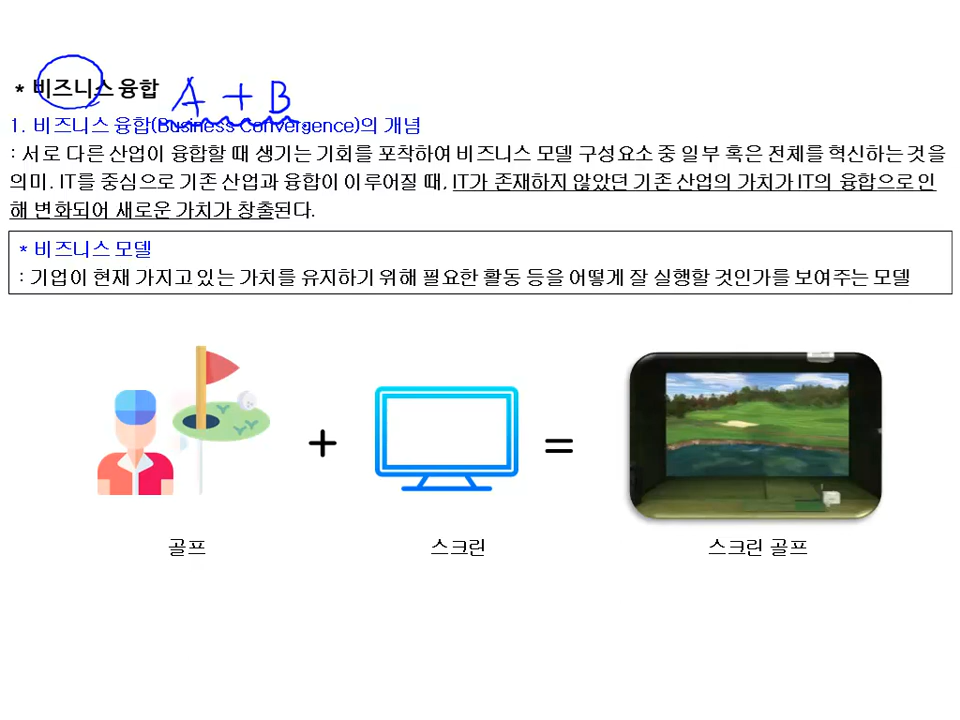 * 비즈니스 융합 A + B
1. 비즈니스 융합(Business Convergence)의 개념
: 서로 다른 산업이 융합할 때 생기는 기회를 포착하여 비즈니스 모델 구성요소 중 일부 혹은 전체를 혁신하는 것을
의미. IT를 중심으로 기존 산업과 융합이 이루어질 때, IT가 존재하지 않았던 기존 산업의 가치가 IT의 융합으로 인
해 변화되어 새로운 가치가 창출된다.
* 비즈니스 모델
: 기업이 현재 가지고 있는 가치를 유지하기 위해 필요한 활동 등을 어떻게 잘 실행할 것인가를 보여주는 모델
+ =
골프 스크린 스크린 골프